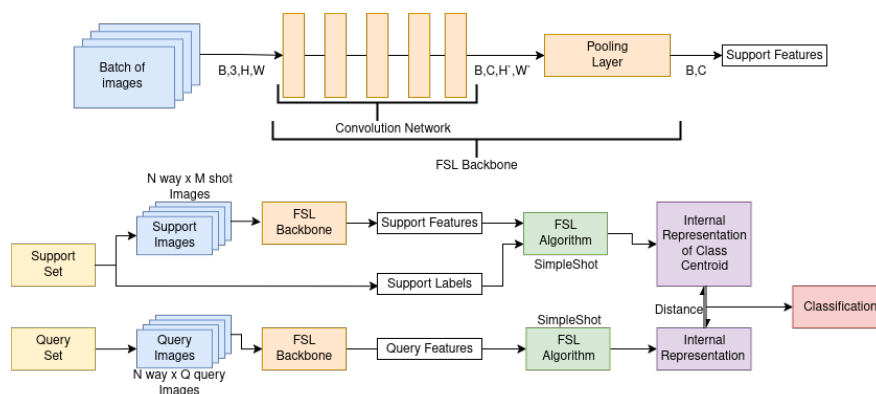 Batch of
images
B,3,H,W
B,C,H`,W`
Pooling
Layer
B,C
Support Features
Convolution Network
FSL Backbone
N way x M shot
Images
Support
Images
FSL
Backbone
Support Features
FSL
Algorithm
SimpleShot
Internal
Representation
of Class
Centroid
Support
Set
Support Labels
Distance
Classification
Query
Set
Query
Images
N way x Q query
Images
FSL
Backbone
Query Features
SimpleShot
FSL
Algorithm
Internal
Representation